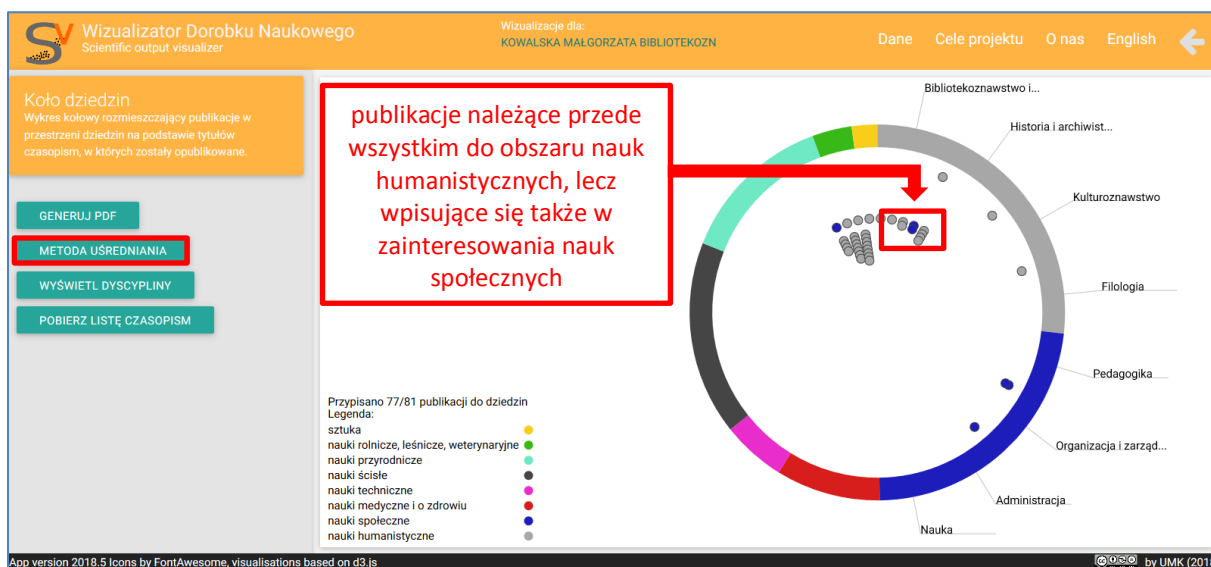 Wizualizator Dorobku Naukowego
Scientific output visualizer
Wizualizacje dla:
KOWALSKA MAŁGORZATA BIBLIOTEKOZN
Dane Cele projektu O nas English
Koło dziedzin
Wykres kołowy rozmieszczający publikacje w
przestrzeni dziedzin na podstawie tytułów
czasopism, w których zostały opublikowane.
GENERUJ PDF
METODA UŚREDNIANIA
WYŚWIETL DYSCYPLINY
POBIERZ LISTĘ CZASOPISM
publikacje należące przede
wszystkim do obszaru nauk
humanistycznych, lecz
wpisujące się także w
zainteresowania nauk
społecznych
Bibliotekoznawstwo i...
Historia i archiwist...
Kulturoznawstwo
Filologia
Pedagogika
Organizacja i zarząd...
Administracja
Nauka
Przypisano 77/81 publikacji do dziedzin
Legenda:
sztuka
nauki rolnicze, leśnicze, weterynaryjne
nauki przyrodnicze
nauki ścisłe
nauki techniczne
nauki medyczne i o zdrowiu
nauki społeczne
nauki humanistyczne
App version 2018.5 Icons by FontAwesome, visualisations based on d3.js
by UMK (2018